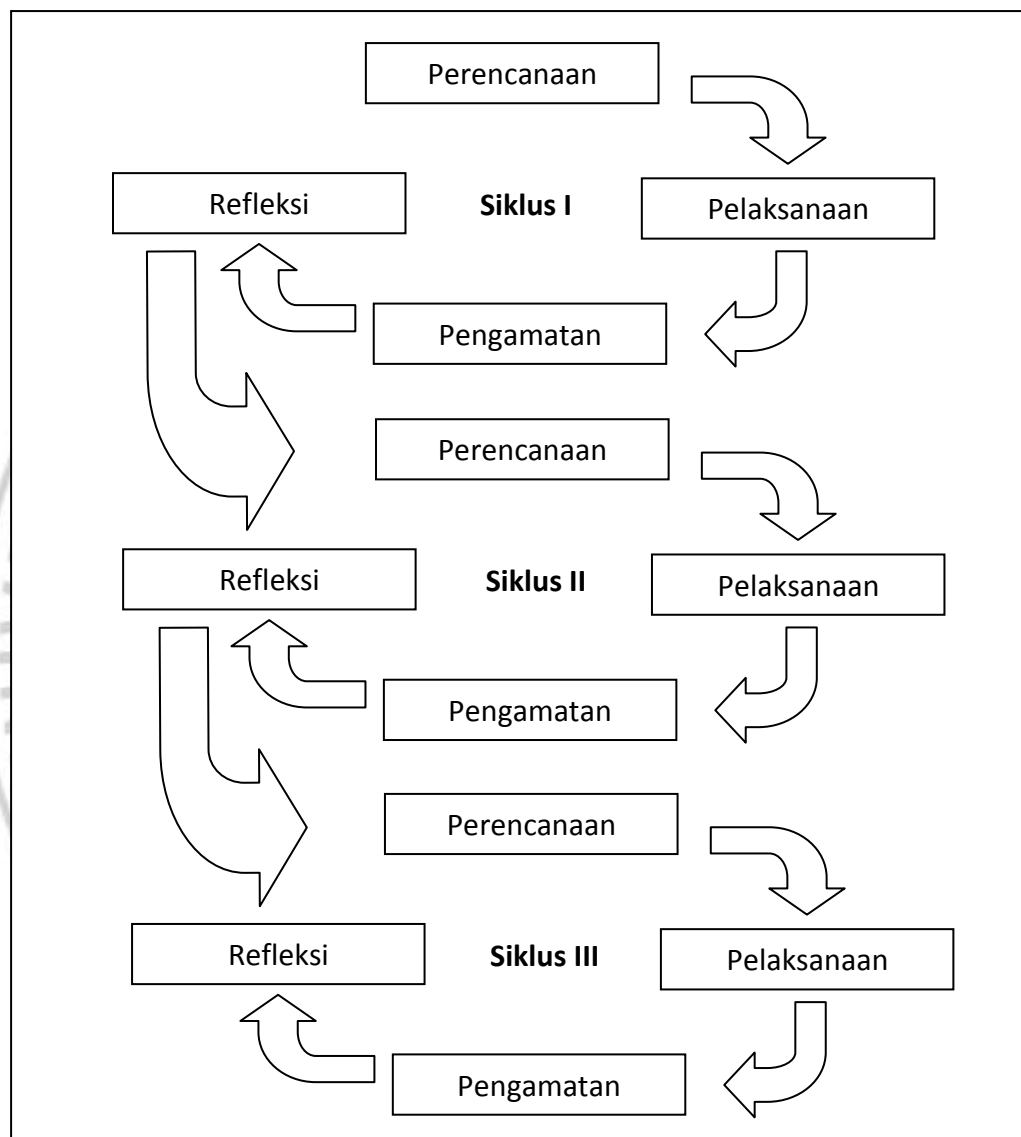 Perencanaan
Refleksi
Siklus I
Pelaksanaan
Pengamatan
Perencanaan
Refleksi
Siklus II
Pelaksanaan
Pengamatan
Perencanaan
Refleksi
Siklus III
Pelaksanaan
Pengamatan